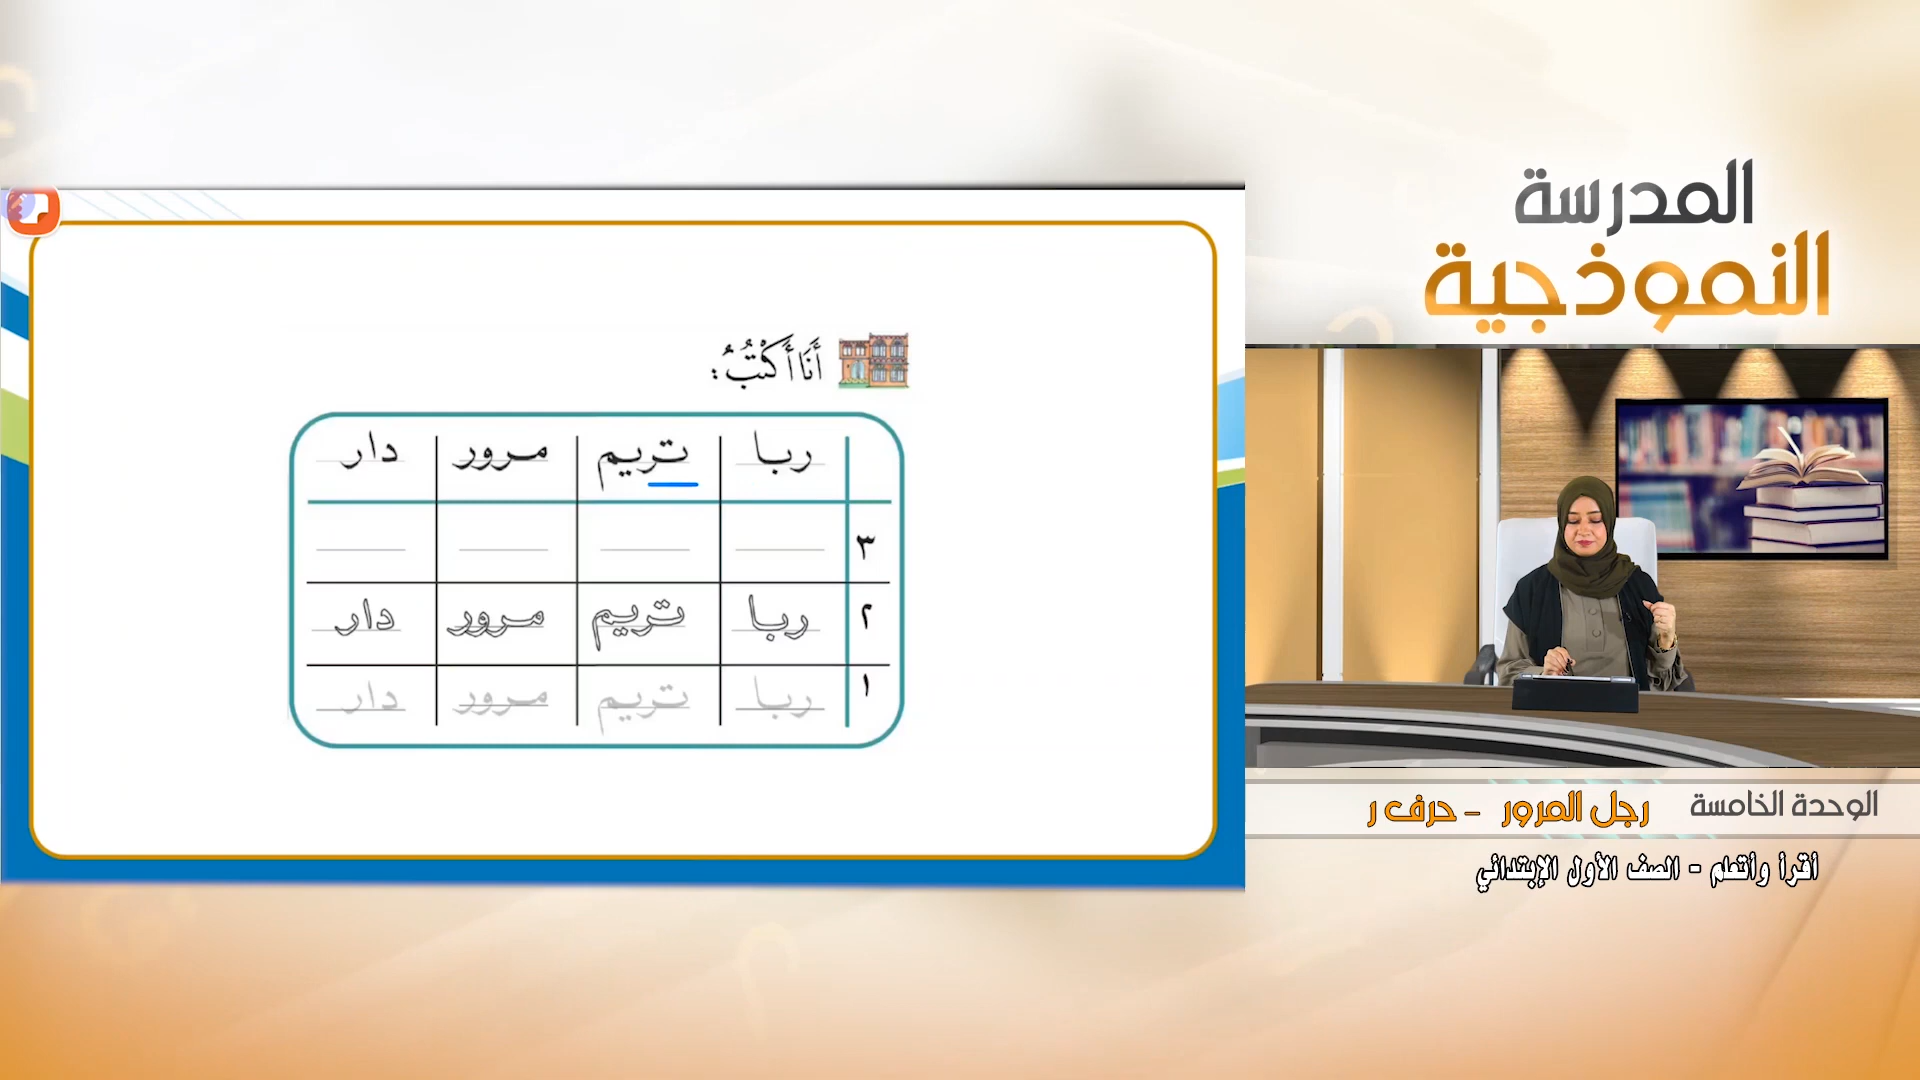 المدرسة
النموذجية
أَنَا أَكْتُبُ :
ربا تريم مرور دار
٣
٢ ربا تريم مرور دار
١ ربا تريم مرور دار
الوحدة الخامسة رجل المرور - حرف ر
أقرأ وأتعلم - الصف الأول الإبتدائي